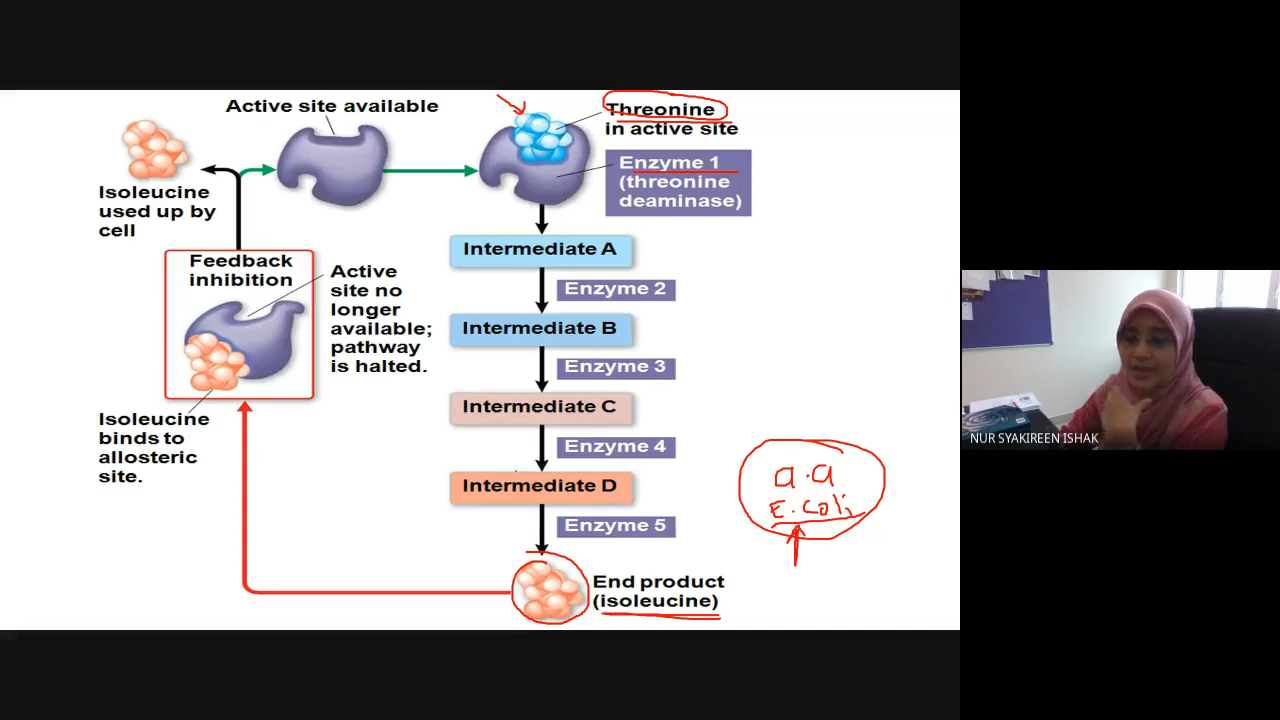 Active site available
Threonine
in active site
Enzyme 1
(threonine
deaminase)
Isoleucine
used up by
cell
Feedback
inhibition
Active
site no
longer
available;
pathway
is halted.
Isoleucine
binds to
allosteric
site.
Intermediate A
Enzyme 2
Intermediate B
Enzyme 3
Intermediate C
Enzyme 4
Intermediate D
Enzyme 5
End product
(isoleucine)
a.a
E.coli
NUR SYAKIREEN ISHAK